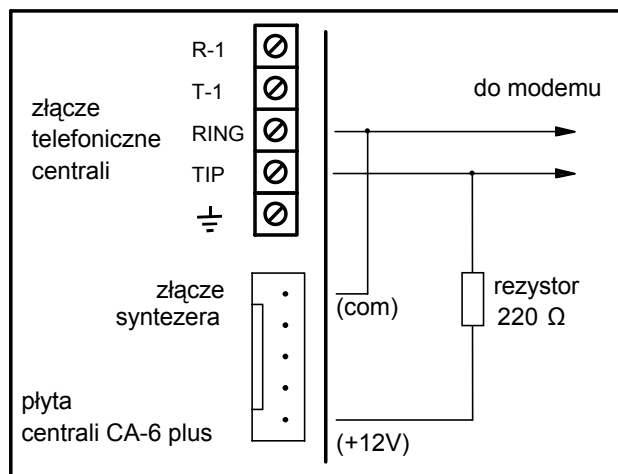 R-1
T-1
RING
TIP
złącze
telefoniczne
centrali
do modemu
złącze
syntezera
(com)
rezystor
220 Ω
płyta
centrali CA-6 plus
(+12V)